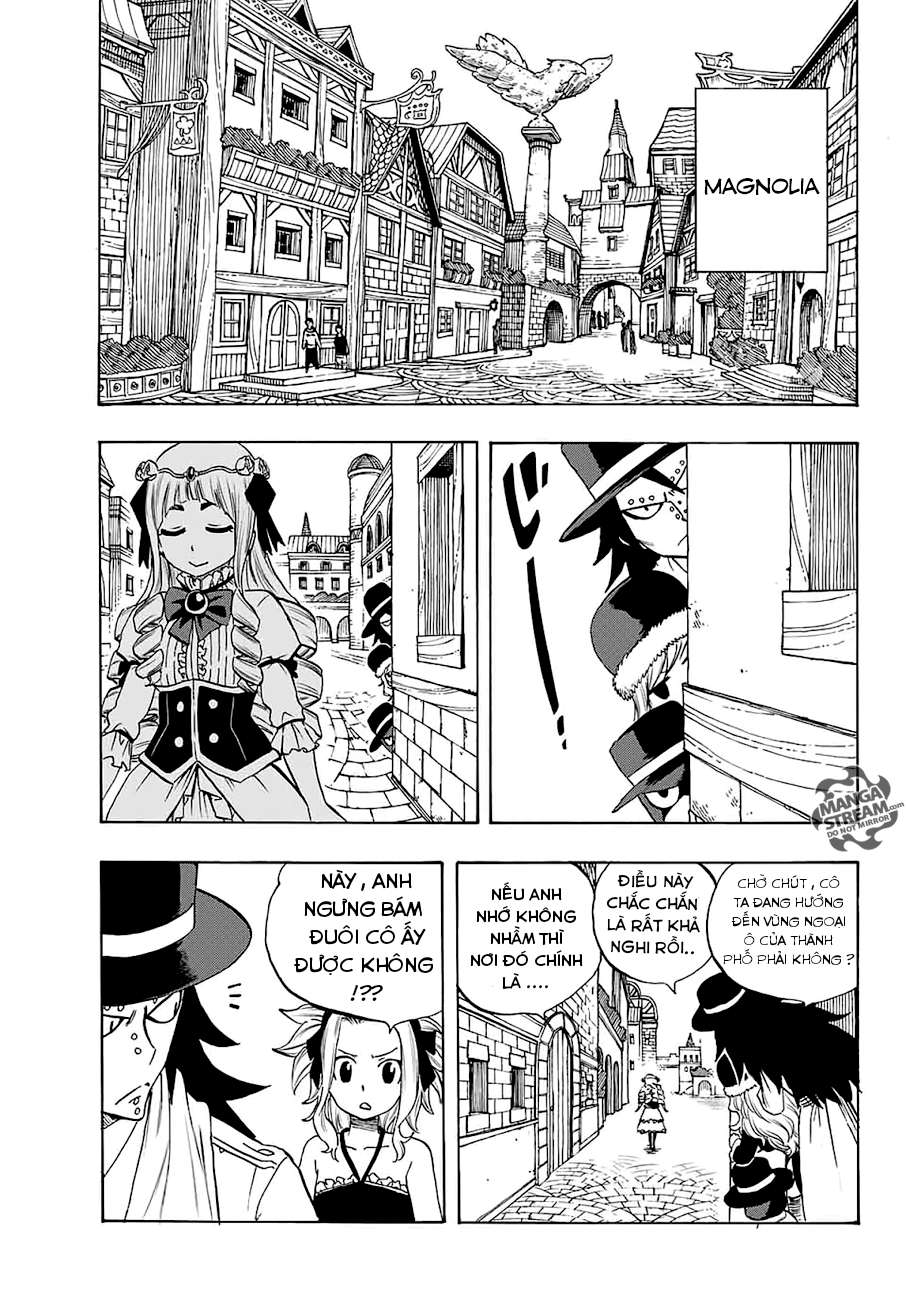 MAGNOLIA
ジ
MANGA
STREAM.com
DO NOT MIRROR
CHỜ CHÚT , CÔ
TA ĐANG HƯỚNG
ĐẾN VÙNG NGOẠI
Ô CỦA THÀNH
PHỐ PHẢI KHÔNG ?
ĐIỀU NÀY
CHẮC CHẮN
LÀ RẤT KHẢ
NGHI RỒI..
NẾU ANH
NHỚ KHÔNG
NHẦM THÌ
NƠI ĐÓ CHÍNH
LÀ ....
NÀY , ANH
NGƯNG BÁM
ĐUÔI CÔ ẤY
ĐƯỢC KHÔNG
!??